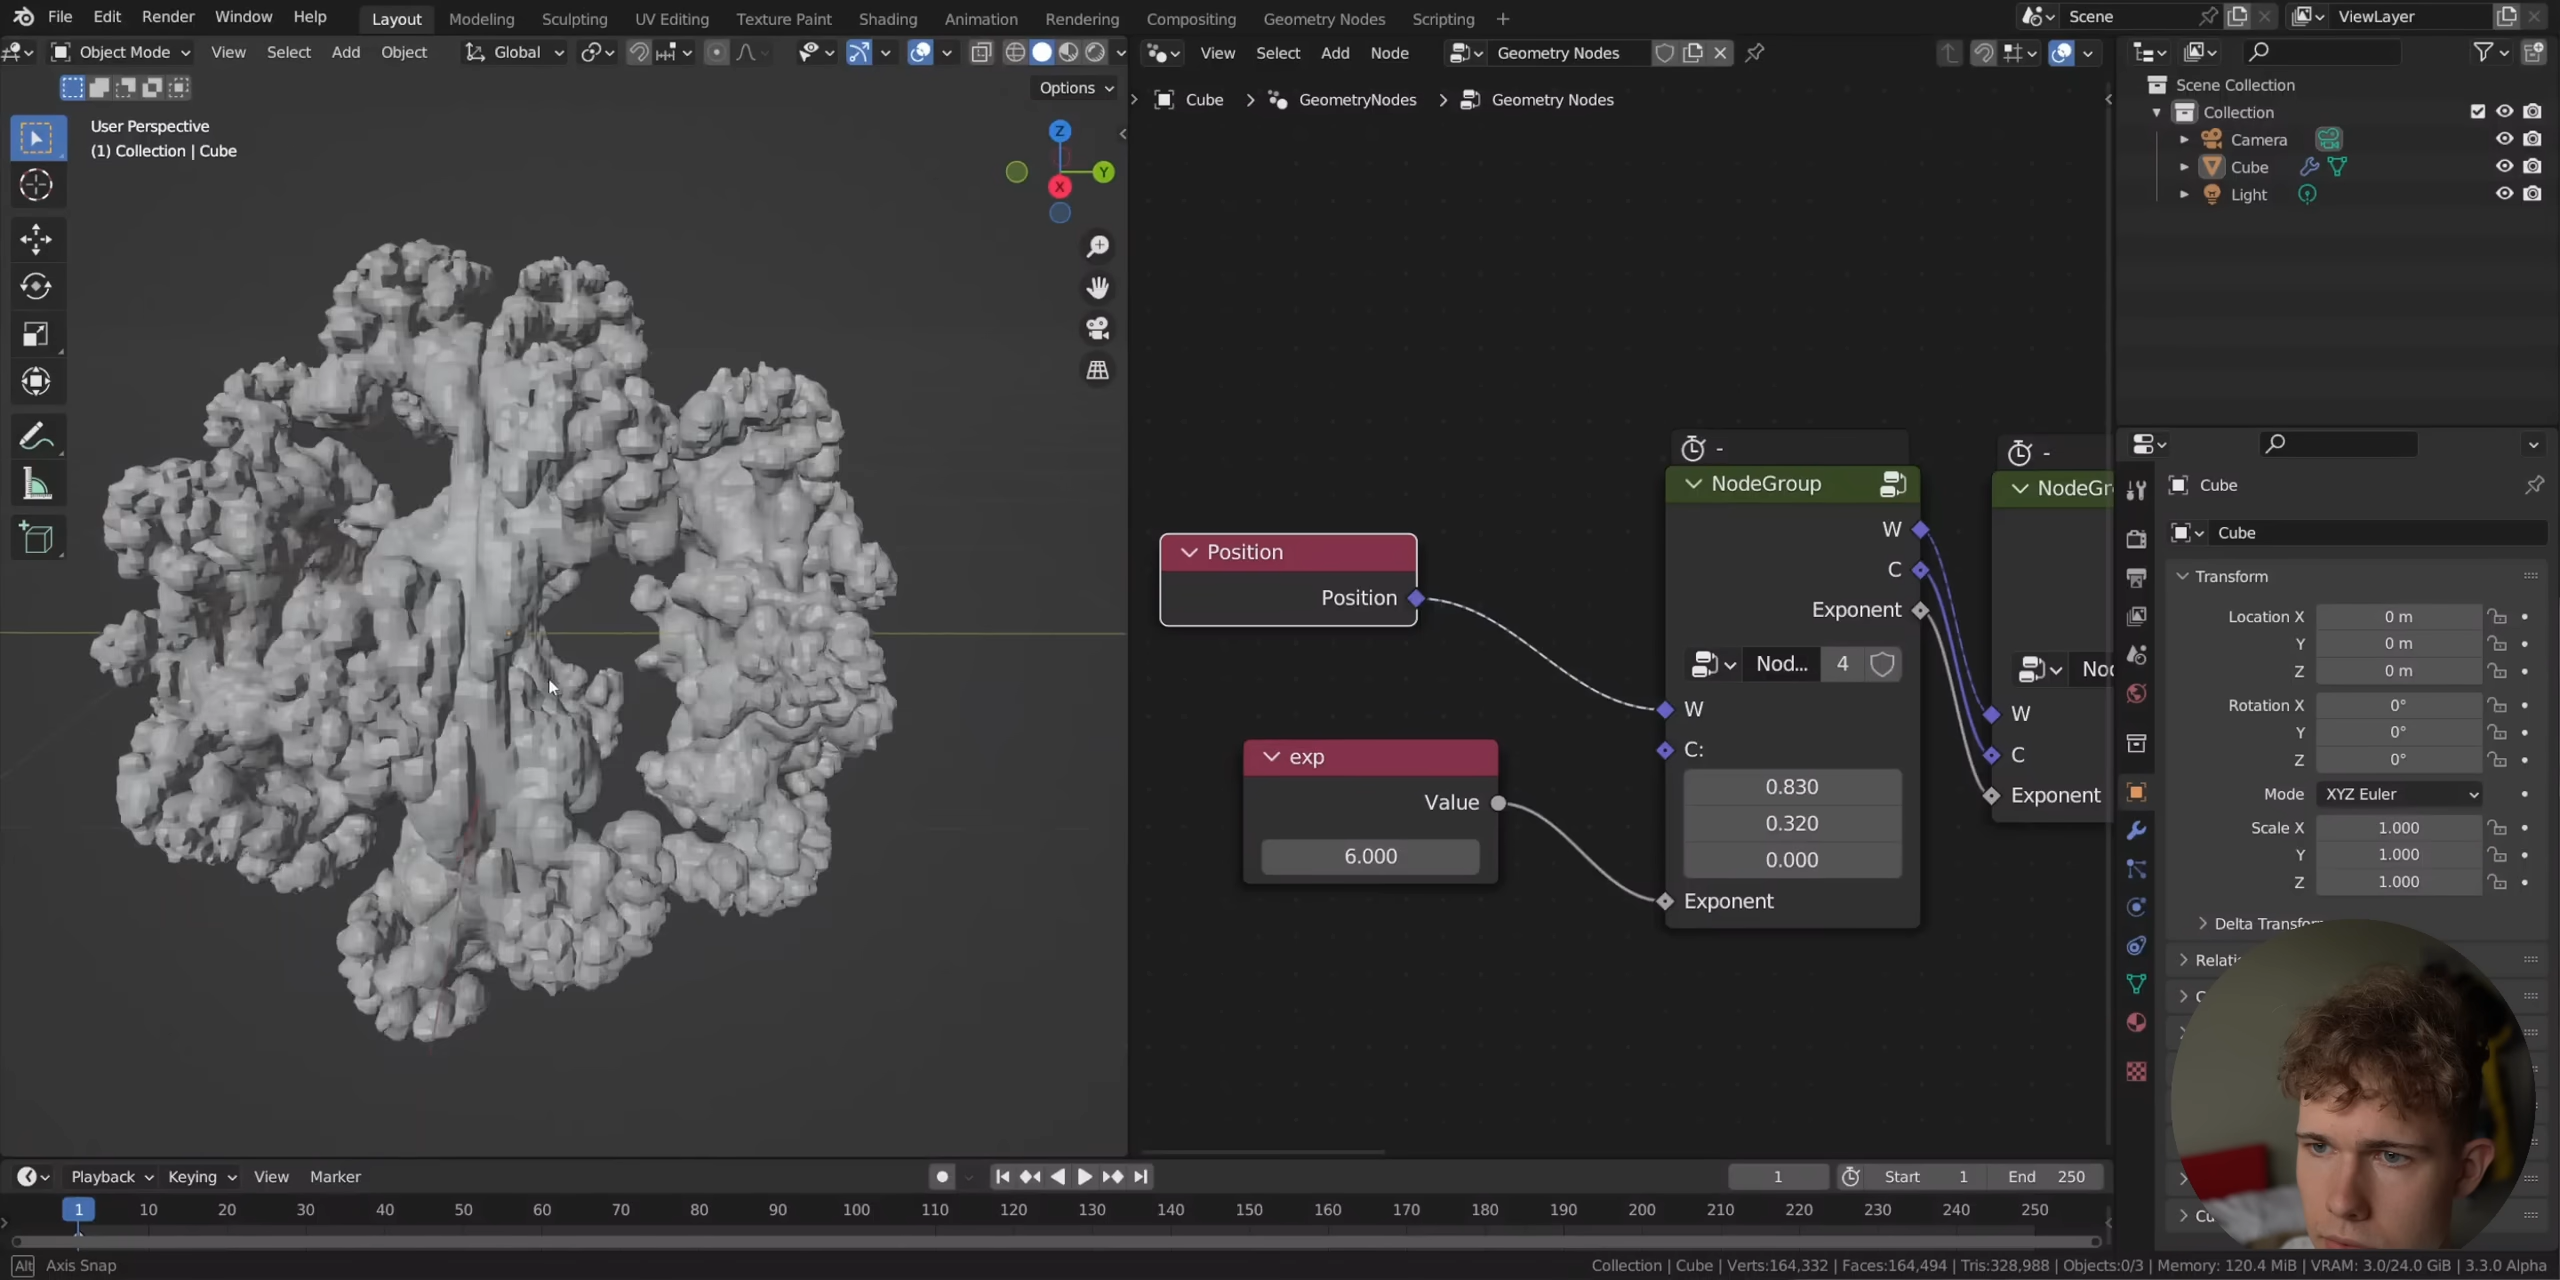 File Edit Render Window Help Layout Modeling Sculpting UV Editing Texture Paint Shading Animation Rendering Compositing Geometry Nodes Scripting + Scene ViewLayer
Object Mode View Select Add Object Global View Select Add Node Geometry Nodes
Options
Cube > GeometryNodes > Geometry Nodes
User Perspective
(1) Collection | Cube
Z
Y
X
Scene Collection
Collection
Camera
Cube
Light
Position
Position
exp
Value
6.000
-
NodeGroup
W
C
Exponent
Nod... 4
W
C:
0.830
0.320
0.000
Exponent
-
NodeGr
W
C
Exponent
Cube
Cube
Transform
Location X 0 m
Y 0 m
Z 0 m
Rotation X 0°
Y 0°
Z 0°
Mode XYZ Euler
Scale X 1.000
Y 1.000
Z 1.000
Playback Keying View Marker 1 Start 1 End 250
1 10 20 30 40 50 60 70 80 90 100 110 120 130 140 150 160 170 180 190 200 210 220 230 240 250
Alt Axis Snap
Collection | Cube | Verts:164,332 | Faces:164,494 | Tris:328,988 | Objects:0/3 | Memory: 120.4 MiB | VRAM: 3.0/24.0 GiB | 3.3.0 Alpha